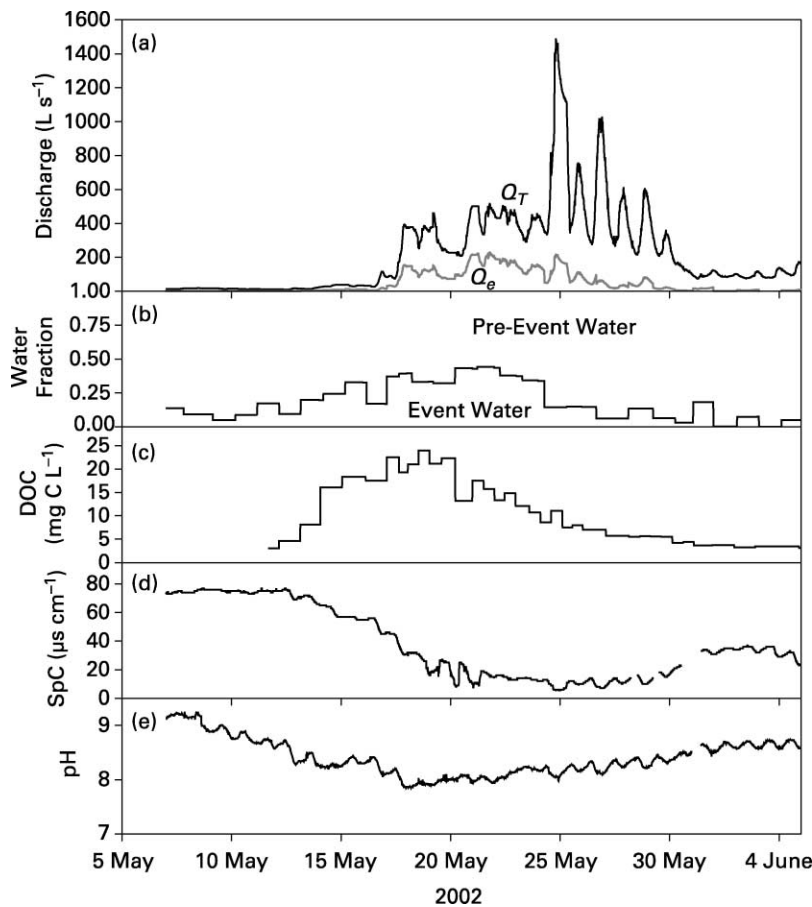 (a)
1600
1400
1200
1000
800
600
400
200
1.00
Discharge (L s⁻¹)
Q_T
Q_e
(b)
0.75
0.50
0.25
0.00
Water
Fraction
Pre-Event Water
Event Water
(c)
25
20
15
10
5
0
DOC
(mg C L⁻¹)
(d)
80
60
40
20
0
SpC (μs cm⁻¹)
(e)
9
8
7
pH
5 May 10 May 15 May 20 May 25 May 30 May 4 June
2002